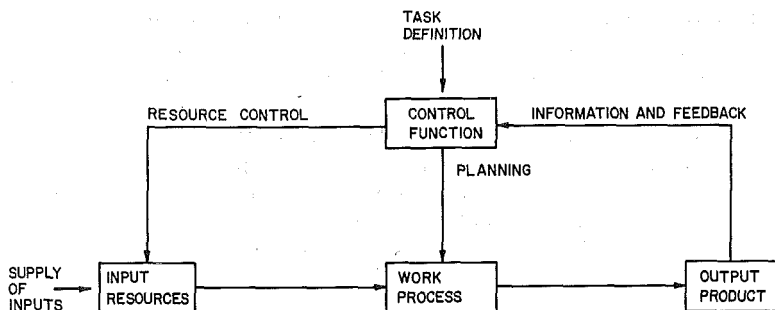 TASK
DEFINITION
RESOURCE CONTROL
CONTROL
FUNCTION
INFORMATION AND FEEDBACK
PLANNING
SUPPLY
OF
INPUTS
INPUT
RESOURCES
WORK
PROCESS
OUTPUT
PRODUCT